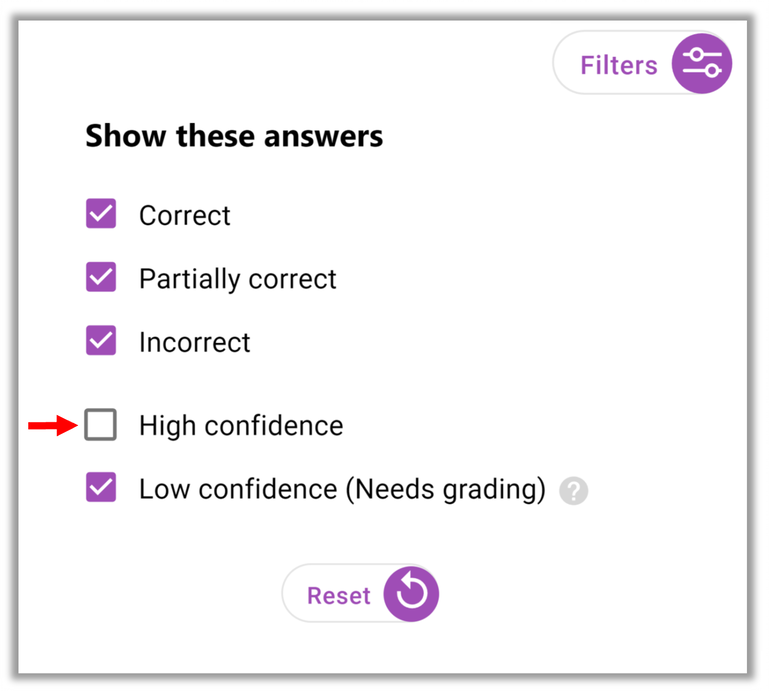 Filters
Show these answers
Correct
Partially correct
Incorrect
High confidence
Low confidence (Needs grading) ?
Reset